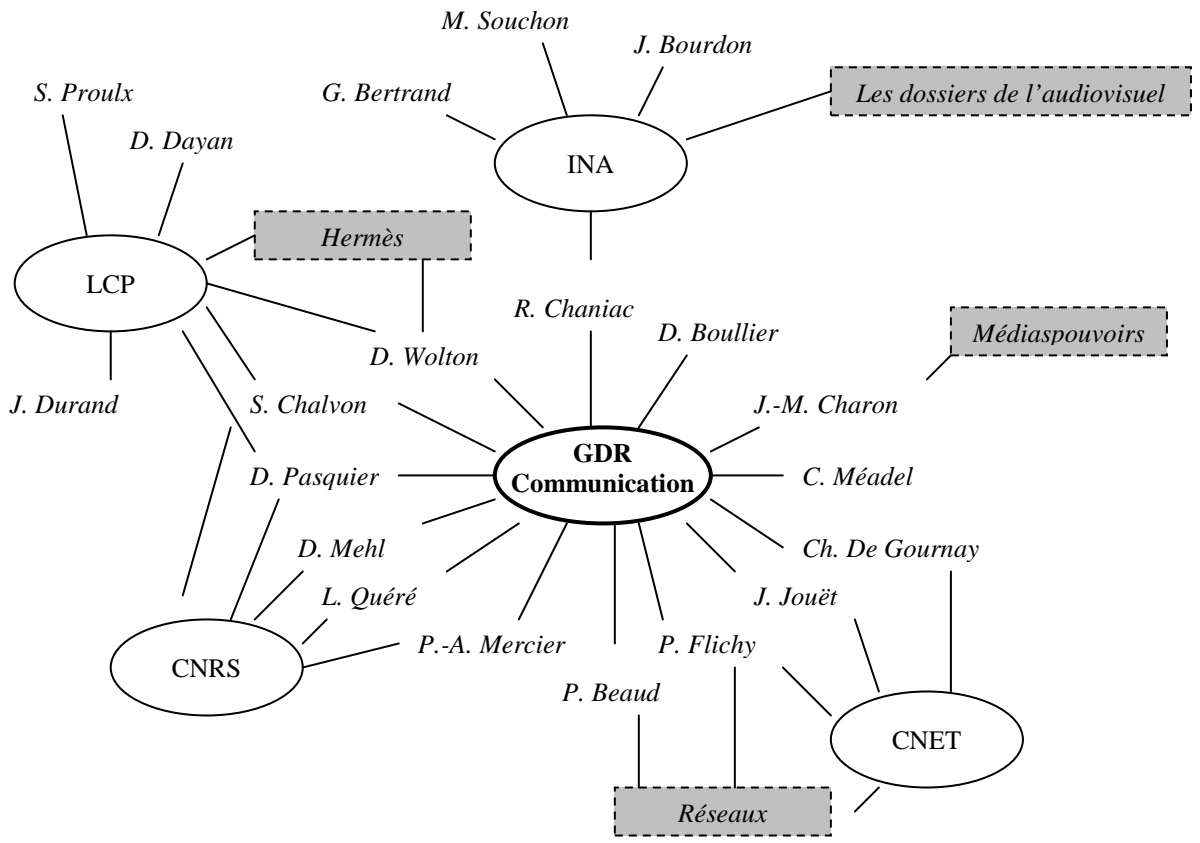 M. Souchon
J. Bourdon
S. Proulx
G. Bertrand
Les dossiers de l’audiovisuel
D. Dayan
INA
Hermès
LCP
R. Chaniac
D. Boullier
Médiaspouvoirs
D. Wolton
J. Durand
S. Chalvon
J.-M. Charon
GDR
Communication
D. Pasquier
C. Méadel
D. Mehl
Ch. De Gournay
L. Quéré
J. Jouët
P.-A. Mercier
P. Flichy
CNRS
P. Beaud
CNET
Réseaux